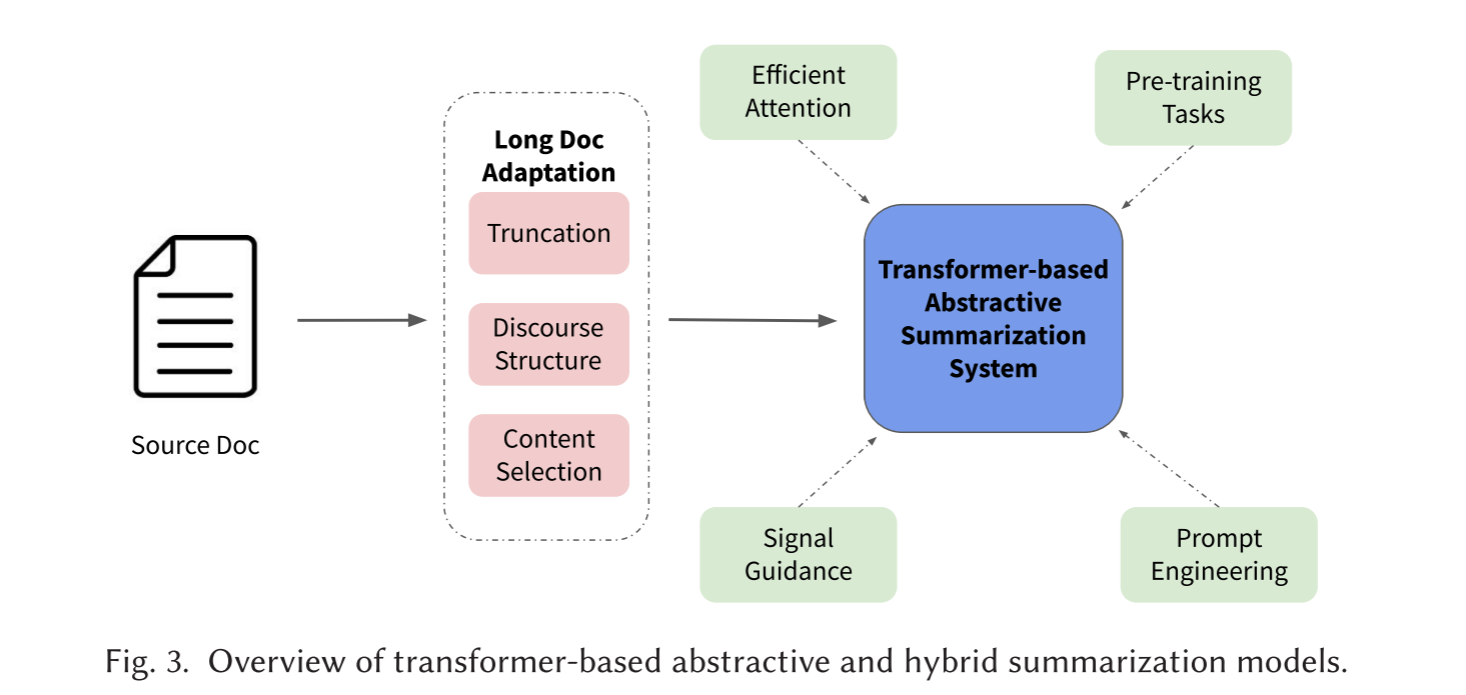 Efficient
Attention
Pre-training
Tasks
Long Doc
Adaptation
Truncation
Discourse
Structure
Content
Selection
Source Doc
Transformer-based
Abstractive
Summarization
System
Signal
Guidance
Prompt
Engineering
Fig. 3. Overview of transformer-based abstractive and hybrid summarization models.